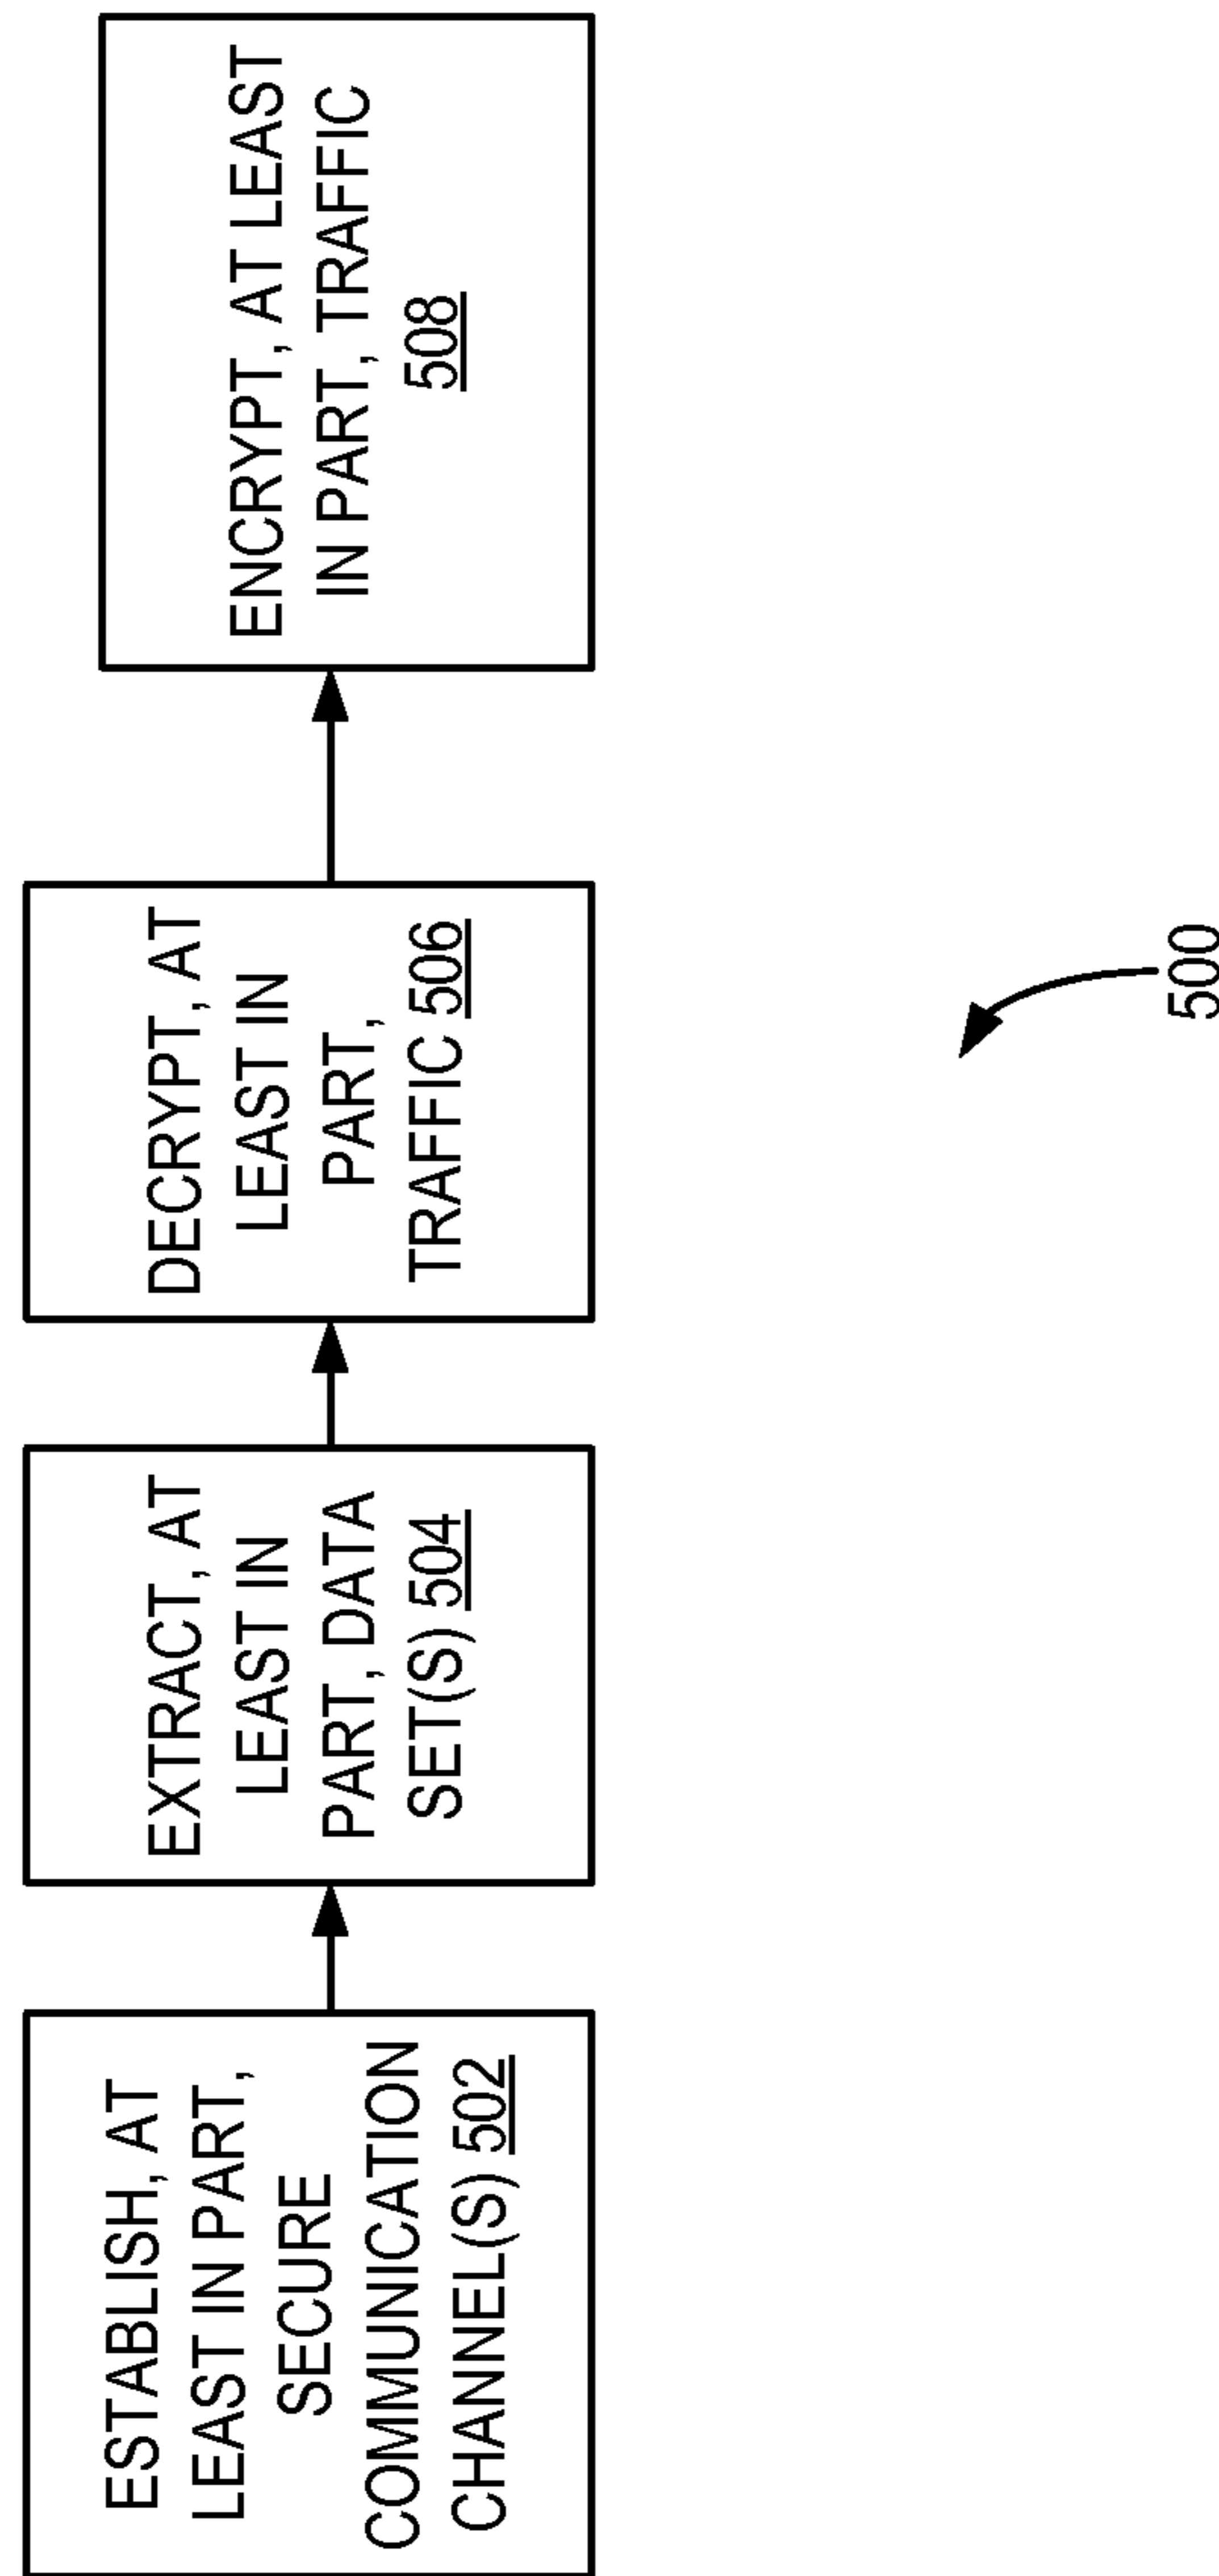 ESTABLISH, AT
LEAST IN PART,
SECURE
COMMUNICATION
CHANNEL(S) 502
EXTRACT, AT
LEAST IN
PART, DATA
SET(S) 504
DECRYPT, AT
LEAST IN
PART,
TRAFFIC 506
ENCRYPT, AT LEAST
IN PART, TRAFFIC
508
500